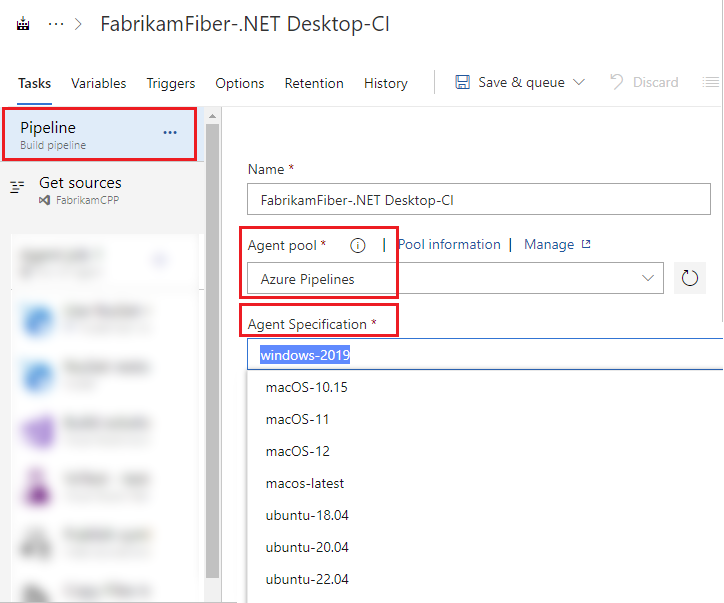 ··· > FabrikamFiber-.NET Desktop-CI
Tasks Variables Triggers Options Retention History Save & queue Discard
Pipeline ···
Build pipeline
Get sources
FabrikamCPP
Name *
FabrikamFiber-.NET Desktop-CI
Agent pool * | Pool information | Manage
Azure Pipelines
Agent Specification *
windows-2019
macOS-10.15
macOS-11
macOS-12
macos-latest
ubuntu-18.04
ubuntu-20.04
ubuntu-22.04